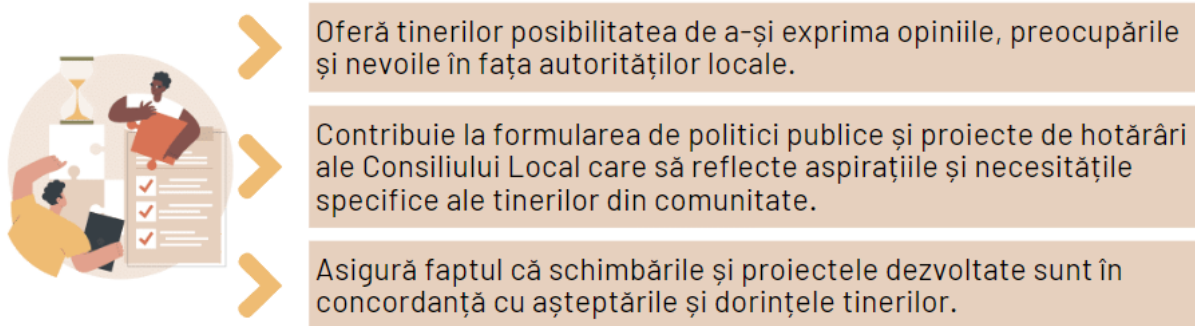 Oferă tinerilor posibilitatea de a-și exprima opiniile, preocupările
și nevoile în fața autorităților locale.
Contribuie la formularea de politici publice și proiecte de hotărâri
ale Consiliului Local care să reflecte aspirațiile și necesitățile
specifice ale tinerilor din comunitate.
Asigură faptul că schimbările și proiectele dezvoltate sunt în
concordanță cu așteptările și dorințele tinerilor.